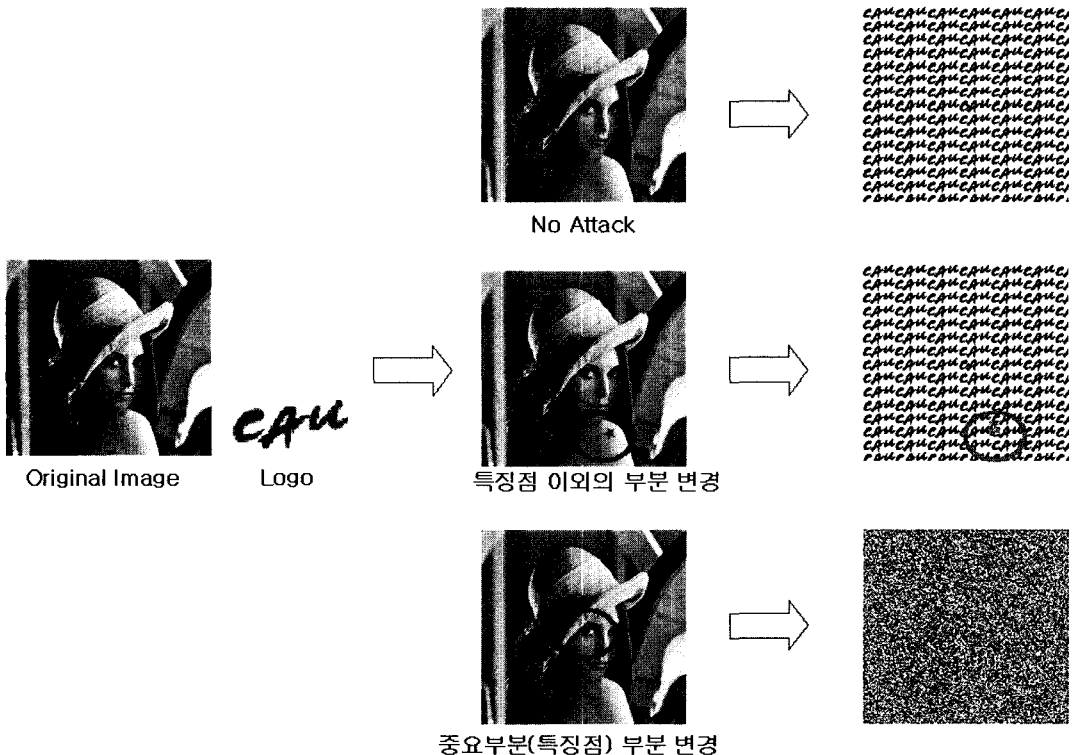 No Attack
Original Image
CAU
Logo
특징점 이외의 부분 변경
중요부분(특징점) 부분 변경